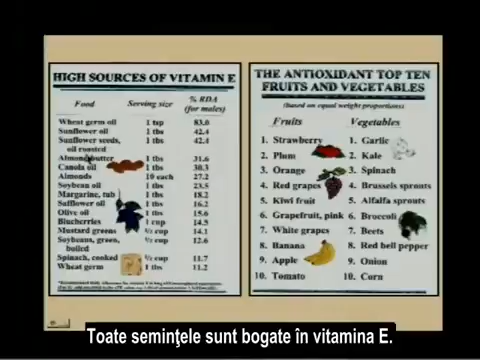 HIGH SOURCES OF VITAMIN E
Food Serving size % RDA
(for males)
Wheat germ oil 1 tsp 83.0
Sunflower oil 1 tbs 42.4
Sunflower seeds, 1 tbs 42.4
oil roasted
Almond butter 1 tbs 31.6
Canola oil 1 tbs 30.3
Almonds 10 each 27.2
Soybean oil 1 tbs 23.5
Margarine, tub 1 tbs 18.2
Safflower oil 1 tbs 16.2
Olive oil 1 tbs 15.6
Blueberries 1 cup 14.5
Mustard greens ½ cup 14.1
Soybeans, green, ½ cup 12.6
boiled
Spinach, cooked ½ cup 11.7
Wheat germ 1 tbs 11.2
THE ANTIOXIDANT TOP TEN
FRUITS AND VEGETABLES
(based on equal weight proportions)
Fruits Vegetables
1. Strawberry 1. Garlic
2. Plum 2. Kale
3. Orange 3. Spinach
4. Red grapes 4. Brussels sprouts
5. Kiwi fruit 5. Alfalfa sprouts
6. Grapefruit, pink 6. Broccoli
7. White grapes 7. Beets
8. Banana 8. Red bell pepper
9. Apple 9. Onion
10. Tomato 10. Corn
Toate seminţele sunt bogate în vitamina E.